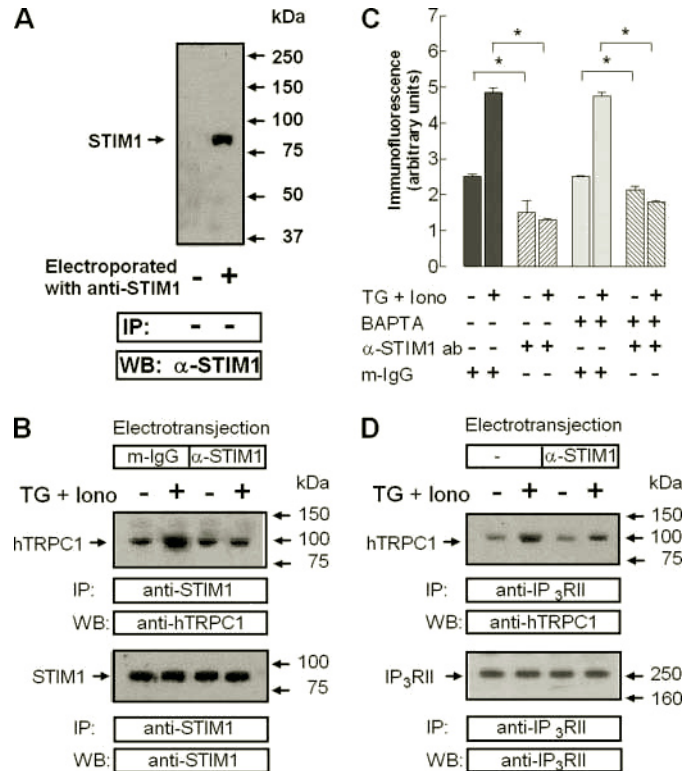 A
kDa
250
150
100
STIM1
75
50
37
Electroporated
with anti-STIM1
- +
IP: - -
WB: α-STIM1
C
Immunofluorescence
(arbitrary units)
7
6
5
4
3
2
1
0
* * * *
TG + Iono - + - + - + - +
BAPTA - - - - + + + +
α-STIM1 ab - - + + - - + +
m-IgG + + - - + + - -
B
Electrotransjection
m-IgG α-STIM1
kDa
TG + Iono - + - +
150
hTRPC1 100
75
IP: anti-STIM1
WB: anti-hTRPC1
100
STIM1
75
IP: anti-STIM1
WB: anti-STIM1
D
Electrotransjection
- α-STIM1
kDa
TG + Iono - + - +
150
hTRPC1 100
75
IP: anti-IP3RII
WB: anti-hTRPC1
IP3RII 250
160
IP: anti-IP3RII
WB: anti-IP3RII